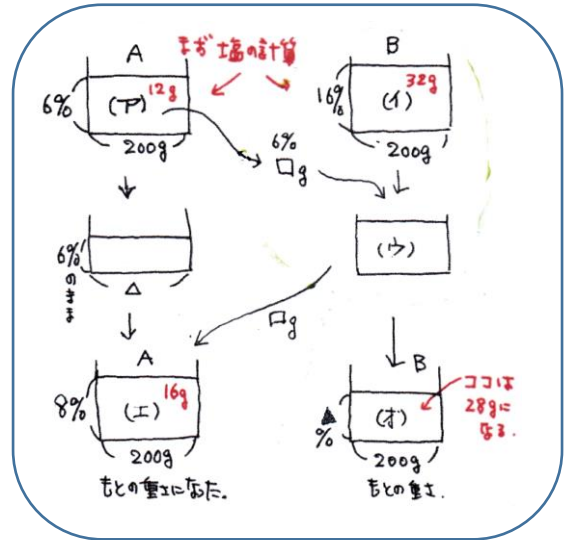 まず塩の計算
A
B
6%
(ア)
12g
200g
16%
(イ)
32g
200g
6%
□g
6%のまま
△
(ウ)
□g
A
8%
(エ)
16g
200g
もとの重さになった。
B
▲
%
(オ)
200g
もとの重さ.
ココは
28gに
なる.